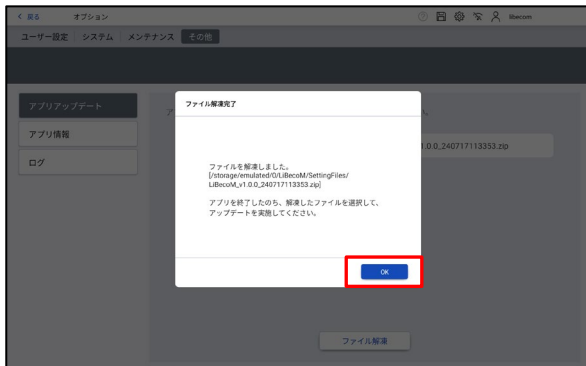 < 戻る オプション libecom
ユーザー設定 システム メンテナンス その他
アプリアップデート
アプリ情報
ログ
ア
1.0.0_240717113353.zip
ファイル解凍完了
ファイルを解凍しました。
[/storage/emulated/0/LiBecoM/SettingFiles/
LiBecoM_v1.0.0_240717113353.zip]
アプリを終了したのち、解凍したファイルを選択して、
アップデートを実施してください。
OK
ファイル解凍